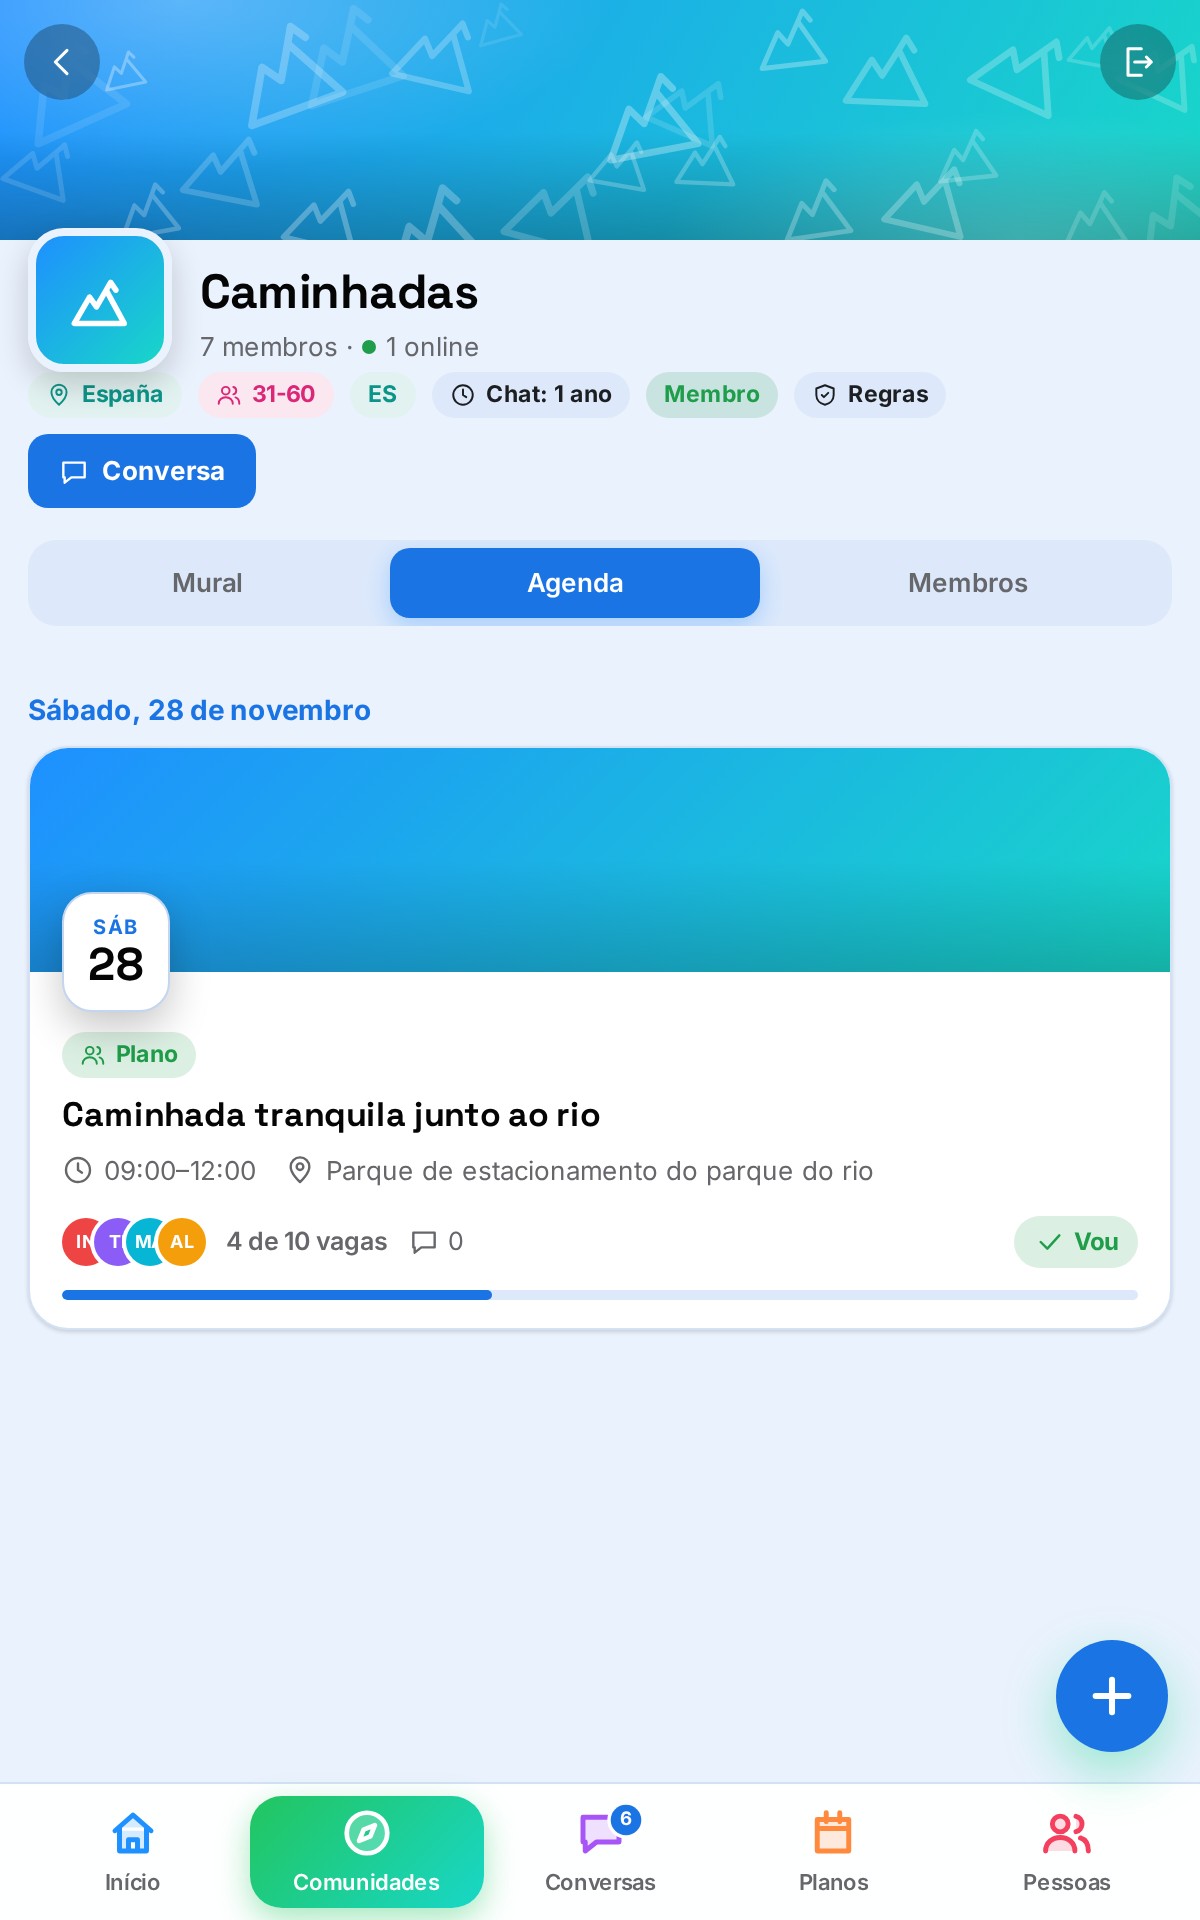 Caminhadas
7 membros · 1 online
España 31-60 ES Chat: 1 ano Membro Regras
Conversa
Mural Agenda Membros
Sábado, 28 de novembro
SÁB
28
Plano
Caminhada tranquila junto ao rio
09:00–12:00 Parque de estacionamento do parque do rio
AL 4 de 10 vagas 0 Vou
6
Início Comunidades Conversas Planos Pessoas